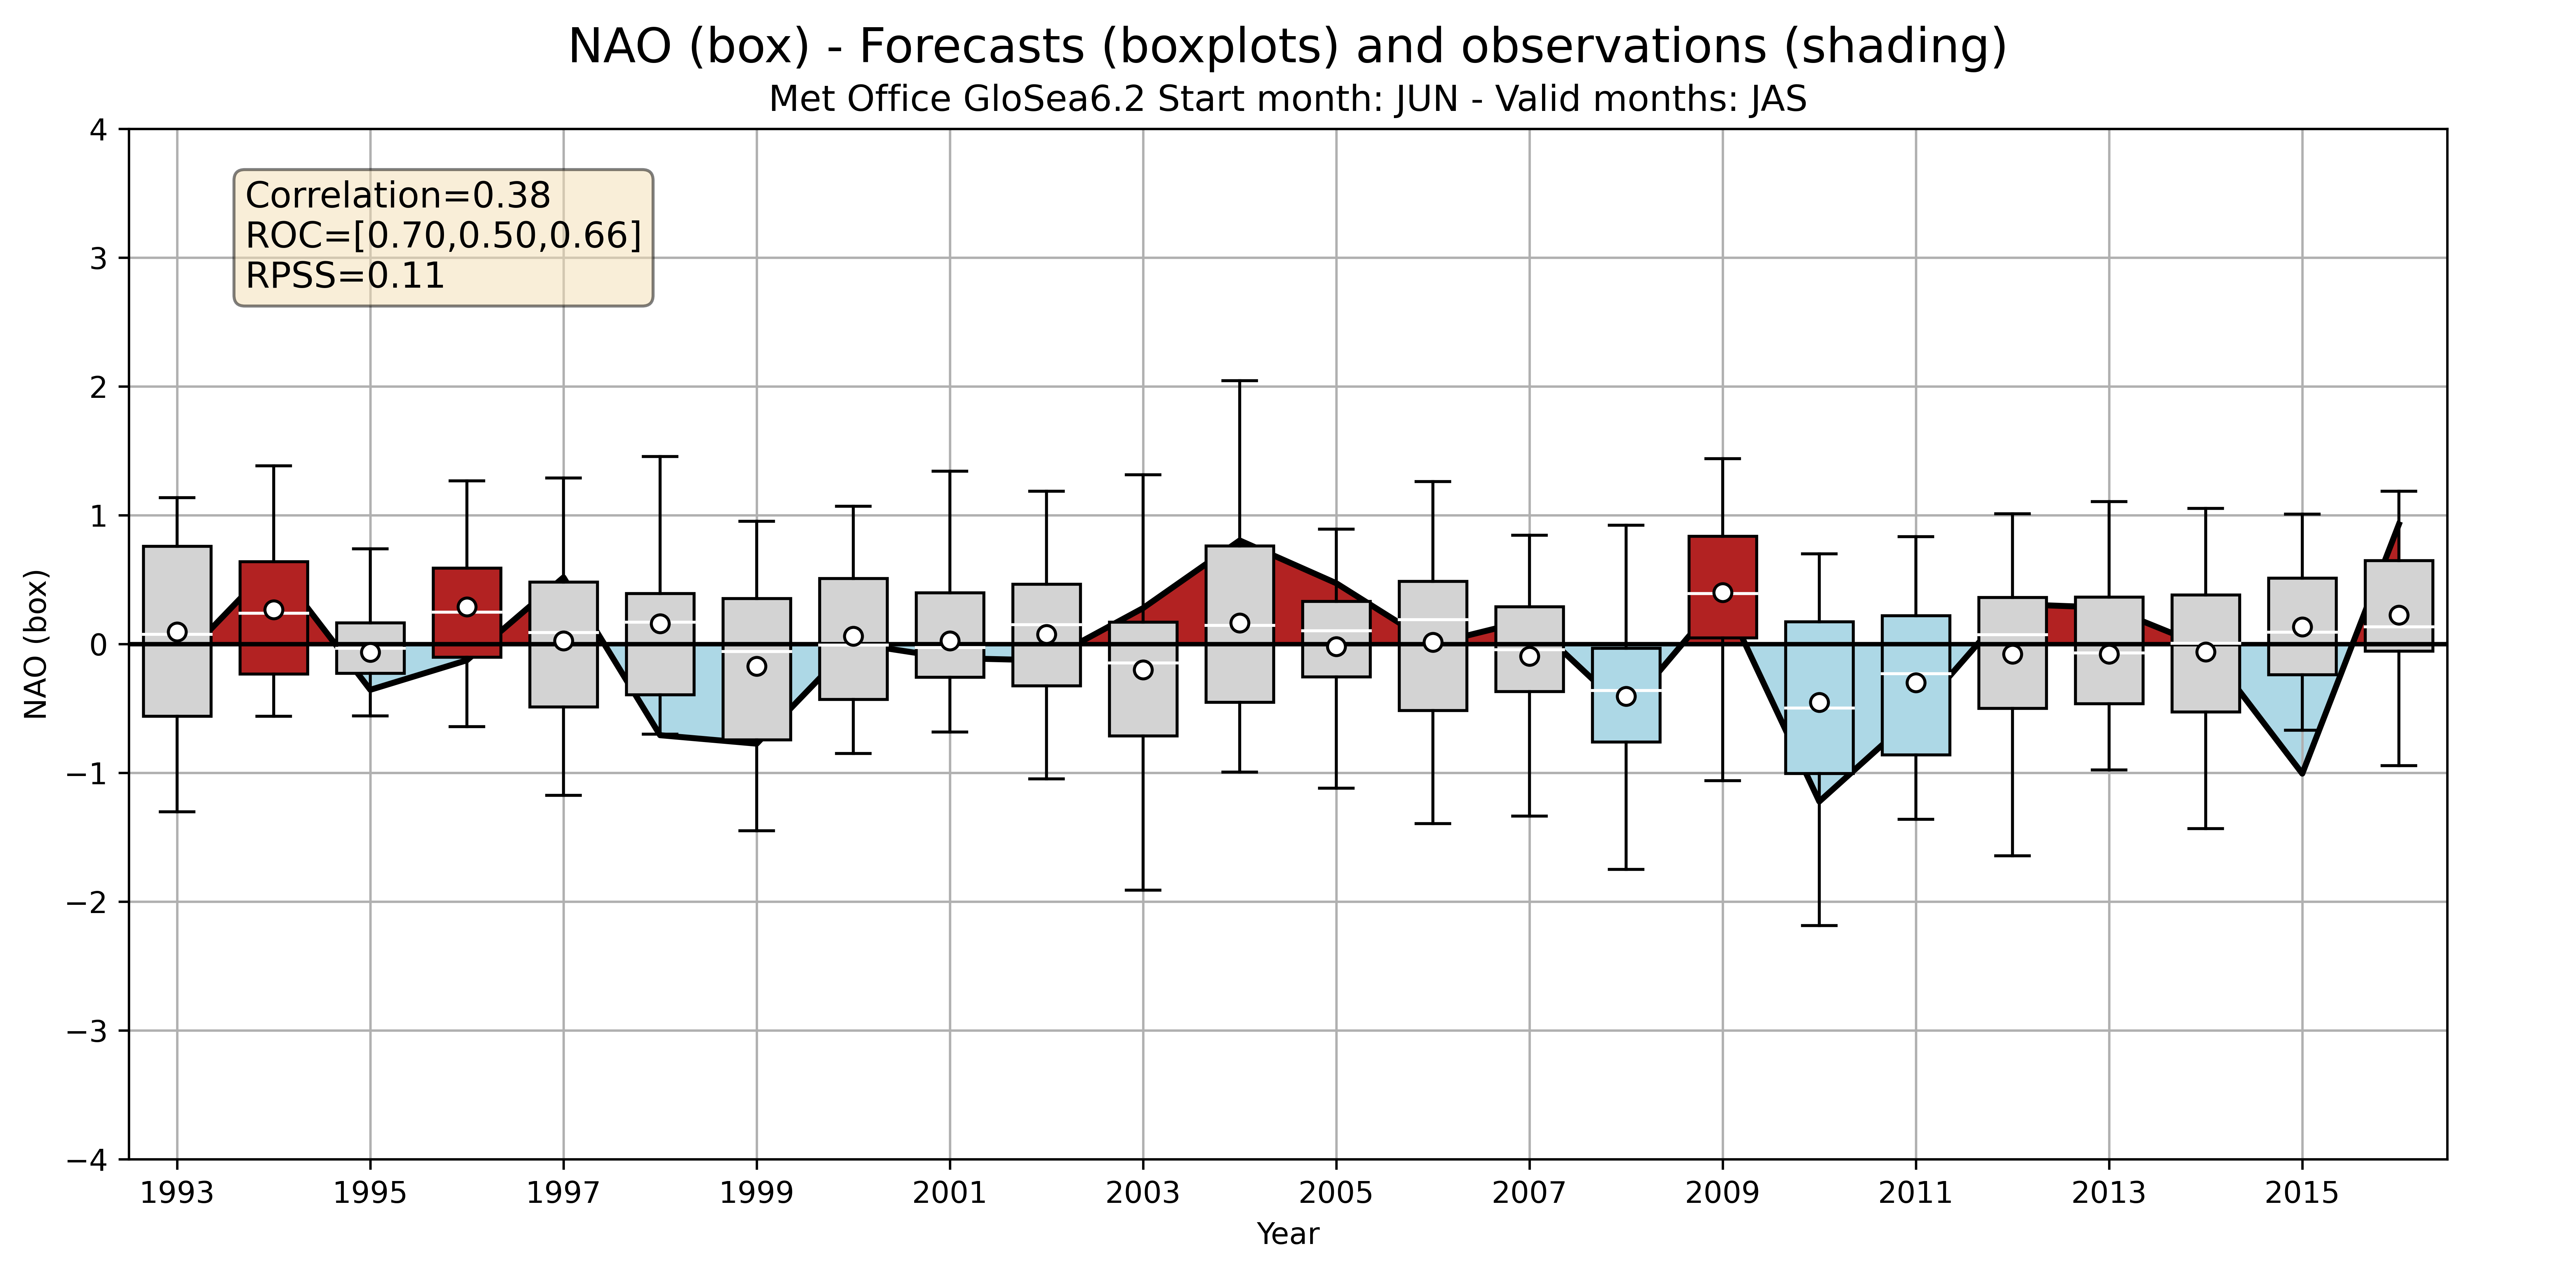 NAO (box) - Forecasts (boxplots) and observations (shading)
Met Office GloSea6.2 Start month: JUN - Valid months: JAS
Correlation=0.38
ROC=[0.70,0.50,0.66]
RPSS=0.11
NAO (box)
4
3
2
1
0
−1
−2
−3
−4
1993 1995 1997 1999 2001 2003 2005 2007 2009 2011 2013 2015
Year